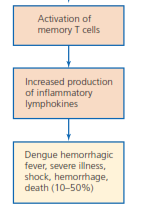 Activation of
memory T cells
Increased production
of inflammatory
lymphokines
Dengue hemorrhagic
fever, severe illness,
shock, hemorrhage,
death (10–50%)